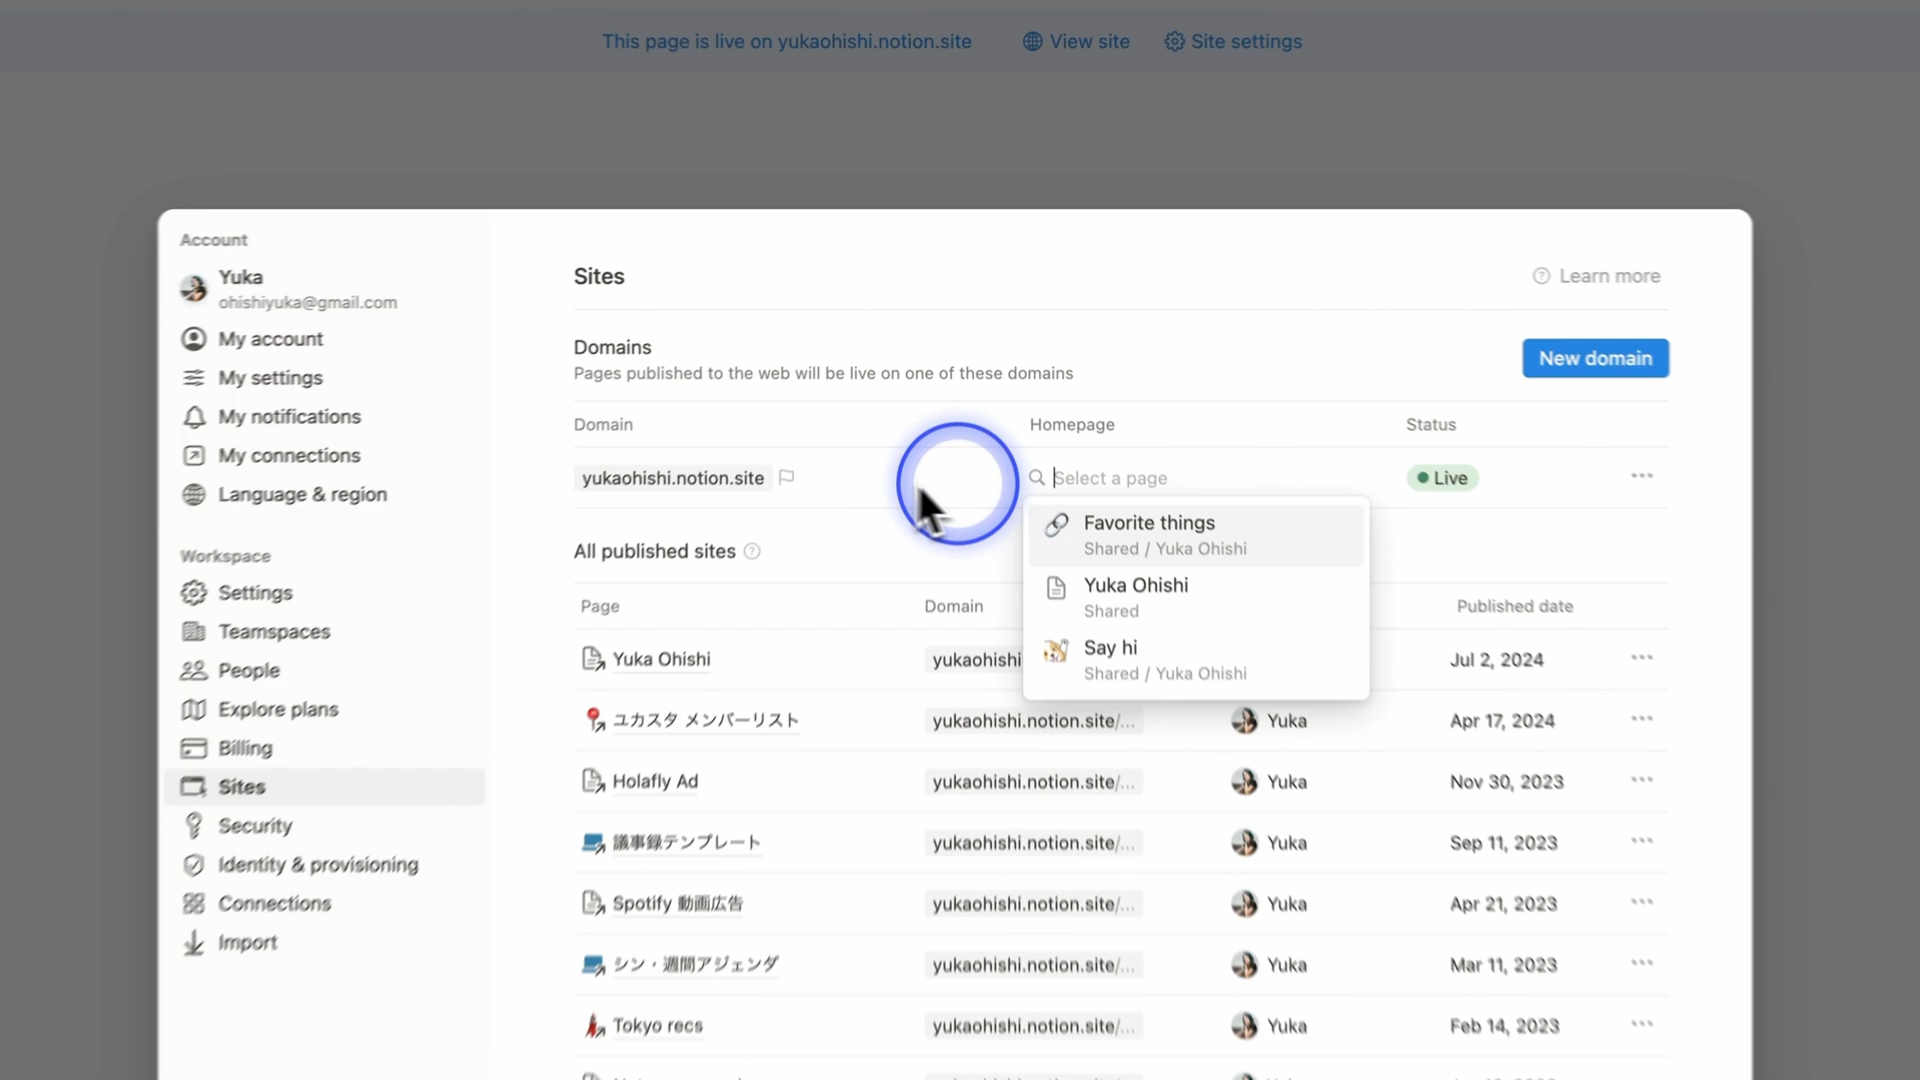 This page is live on yukaohishi.notion.site View site Site settings
Account
Yuka
ohishiyuka@gmail.com
My account
My settings
My notifications
My connections
Language & region
Workspace
Settings
Teamspaces
People
Explore plans
Billing
Sites
Security
Identity & provisioning
Connections
Import
Sites
Learn more
Domains
Pages published to the web will be live on one of these domains
New domain
Domain Homepage Status
yukaohishi.notion.site Select a page Live
Favorite things
Shared / Yuka Ohishi
Yuka Ohishi
Shared
Say hi
Shared / Yuka Ohishi
All published sites
Page Domain Published date
Yuka Ohishi yukaohishi Jul 2, 2024
ユカスタ メンバーリスト yukaohishi.notion.site/... Yuka Apr 17, 2024
Holafly Ad yukaohishi.notion.site/... Yuka Nov 30, 2023
議事録テンプレート yukaohishi.notion.site/... Yuka Sep 11, 2023
Spotify 動画広告 yukaohishi.notion.site/... Yuka Apr 21, 2023
シン・週間アジェンダ yukaohishi.notion.site/... Yuka Mar 11, 2023
Tokyo recs yukaohishi.notion.site/... Yuka Feb 14, 2023